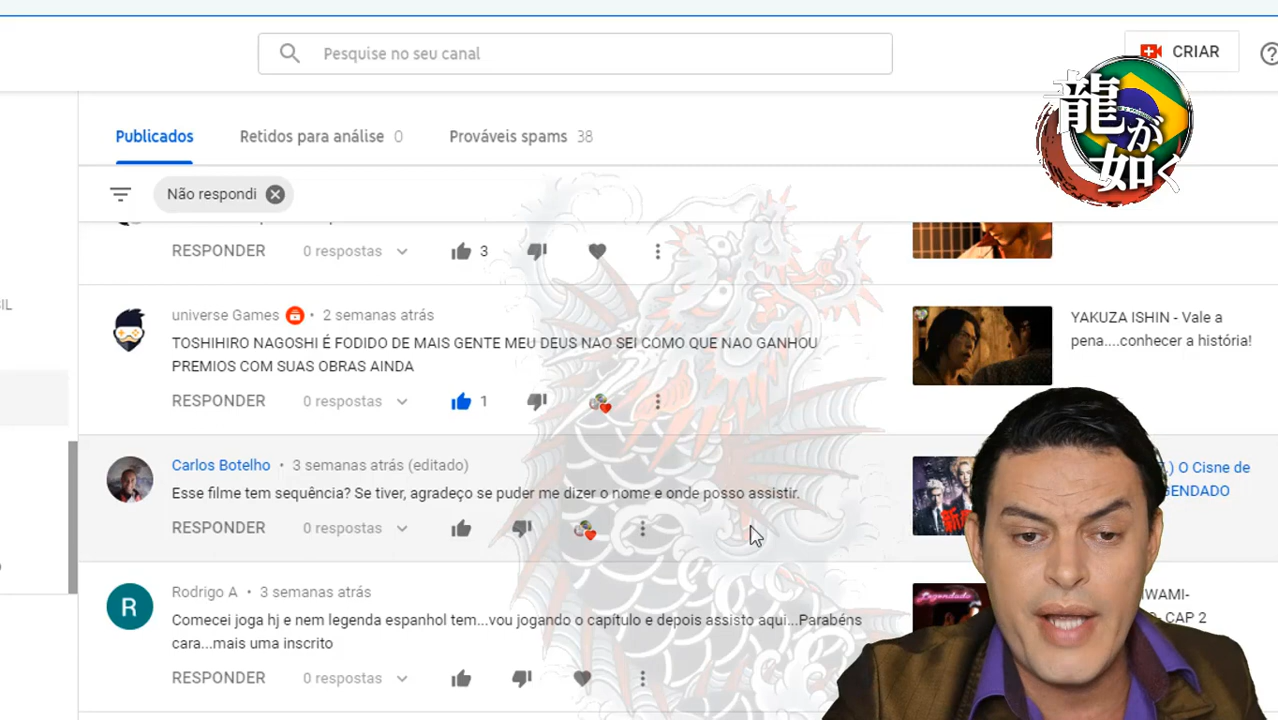 Pesquise no seu canal
CRIAR
龍が如く
Publicados
Retidos para análise 0
Prováveis spams 38
Não respondi
RESPONDER 0 respostas 3
universe Games • 2 semanas atrás
TOSHIHIRO NAGOSHI É FODIDO DE MAIS GENTE MEU DEUS NAO SEI COMO QUE NAO GANHOU
PREMIOS COM SUAS OBRAS AINDA
RESPONDER 0 respostas 1
YAKUZA ISHIN - Vale a
pena....conhecer a história!
Carlos Botelho • 3 semanas atrás (editado)
Esse filme tem sequência? Se tiver, agradeço se puder me dizer o nome e onde posso assistir.
RESPONDER 0 respostas
.) O Cisne de
GENDADO
R
Rodrigo A • 3 semanas atrás
Comecei joga hj e nem legenda espanhol tem...vou jogando o capítulo e depois assisto aqui...Parabéns
cara...mais uma inscrito
RESPONDER 0 respostas
IWAMI-
CAP 2